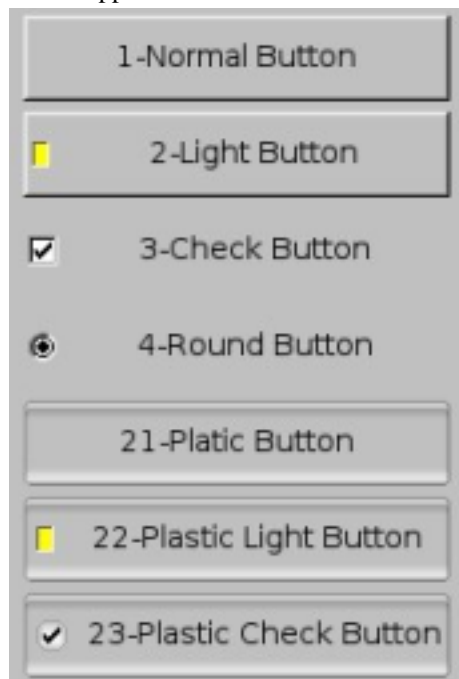 1-Normal Button
2-Light Button
3-Check Button
4-Round Button
21-Platic Button
22-Plastic Light Button
23-Plastic Check Button